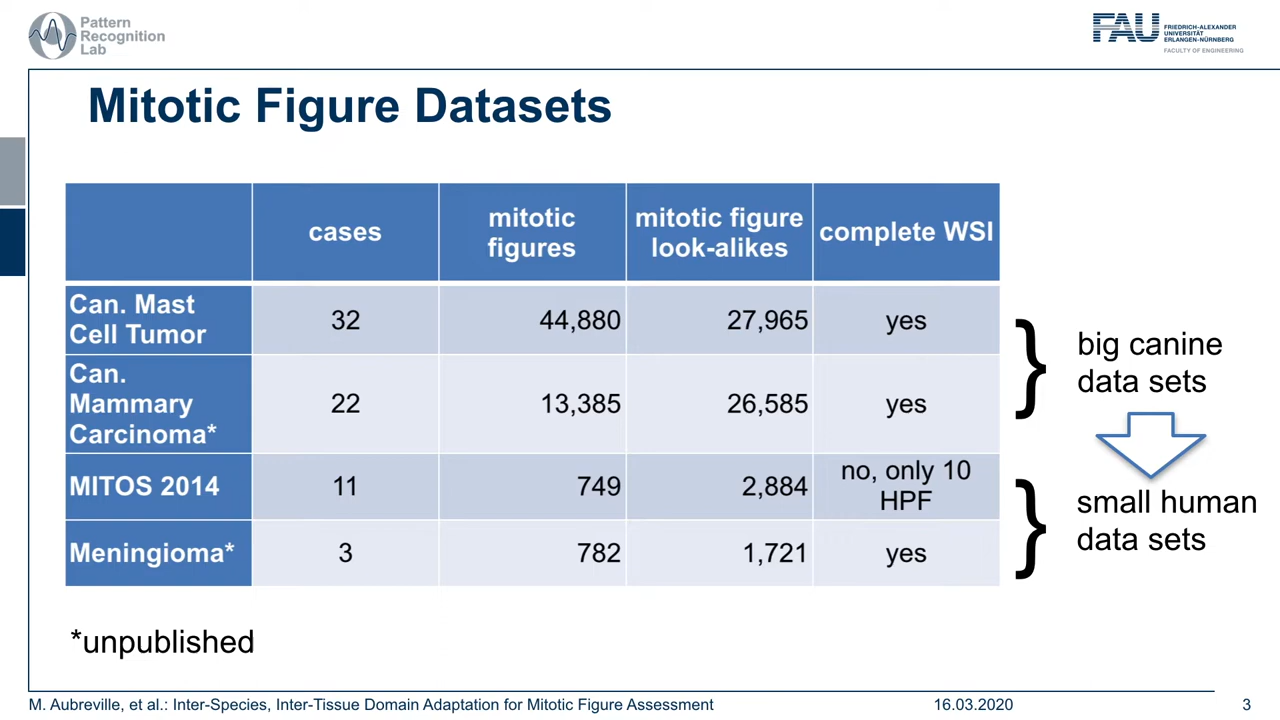 Pattern
Recognition
Lab
FAU
FRIEDRICH-ALEXANDER
UNIVERSITÄT
ERLANGEN-NÜRNBERG
FACULTY OF ENGINEERING
Mitotic Figure Datasets
cases
mitotic
figures
mitotic figure
look-alikes
complete WSI
Can. Mast
Cell Tumor
32
44,880
27,965
yes
Can.
Mammary
Carcinoma*
22
13,385
26,585
yes
MITOS 2014
11
749
2,884
no, only 10
HPF
Meningioma*
3
782
1,721
yes
}
big canine
data sets
}
small human
data sets
*unpublished
M. Aubreville, et al.: Inter-Species, Inter-Tissue Domain Adaptation for Mitotic Figure Assessment
16.03.2020
3